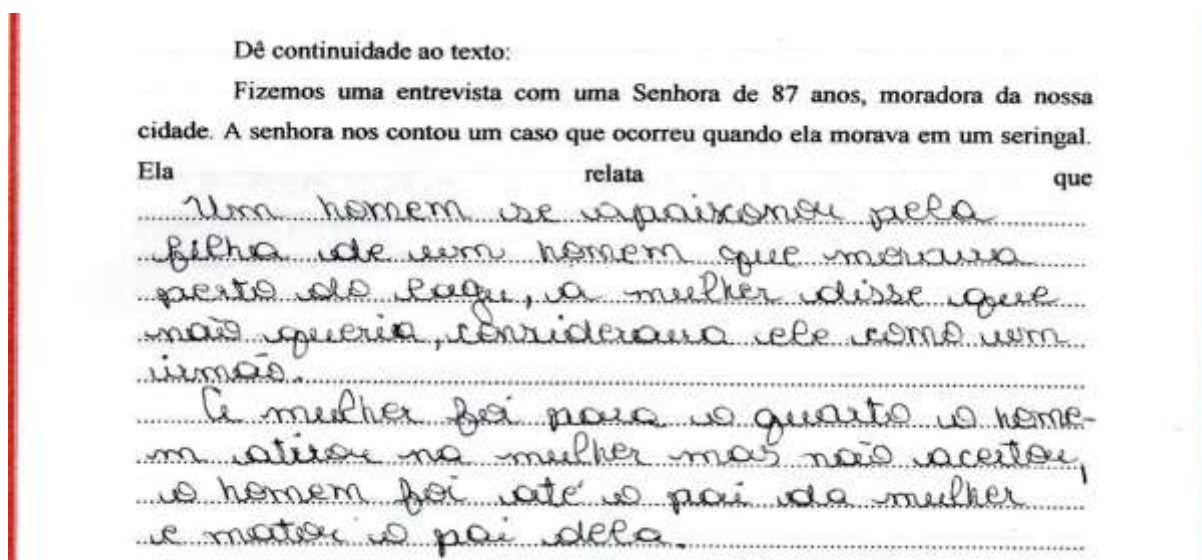 Dê continuidade ao texto:
Fizemos uma entrevista com uma Senhora de 87 anos, moradora da nossa
cidade. A senhora nos contou um caso que ocorreu quando ela morava em um seringal.
Ela relata que
Um homem se apaixonou pela
filha de um homem que morava
perto do lago, a mulher disse que
não queria, considerava ele como um
irmão.
A mulher foi para o quarto o home-
m atirou na mulher mas não acertou,
o homem foi até o pai da mulher
e matou o pai dela.